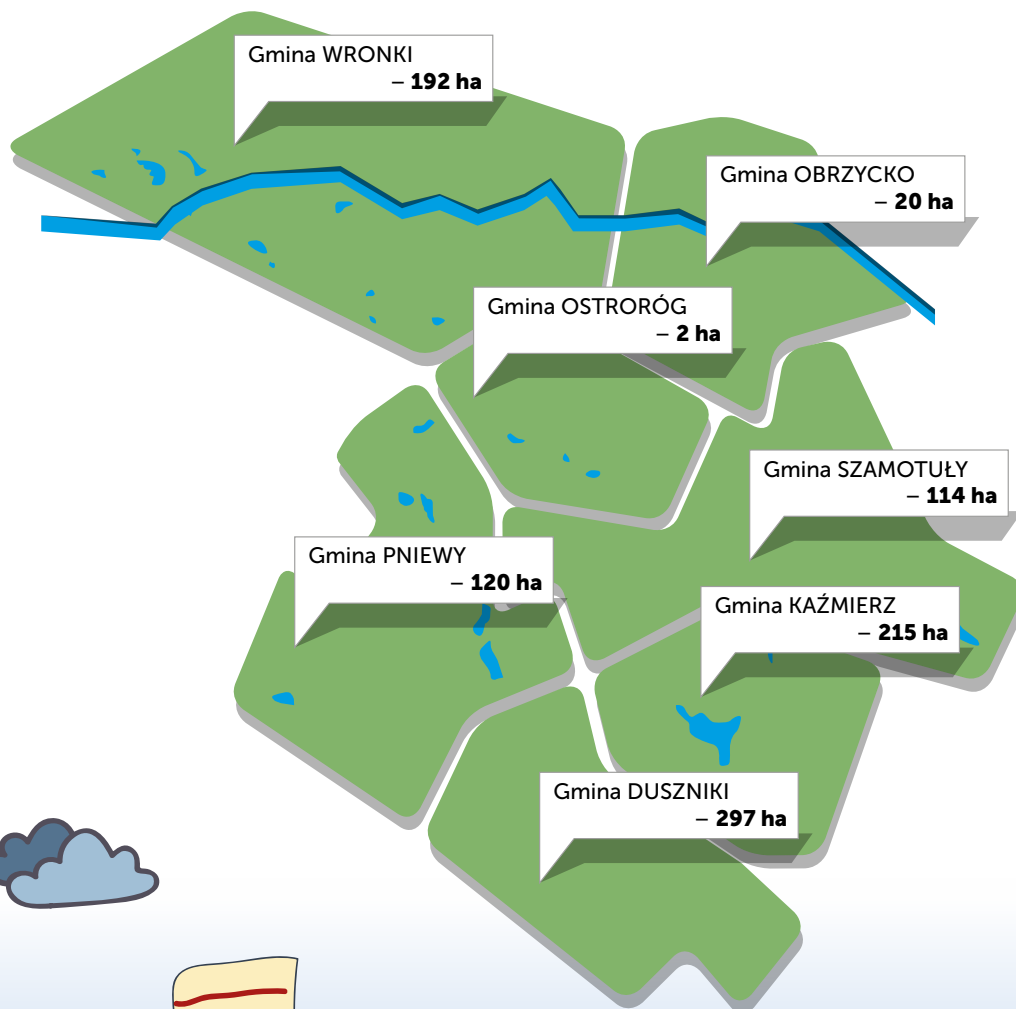 Gmina WRONKI
– 192 ha
Gmina OBRZYCKO
– 20 ha
Gmina OSTRORÓG
– 2 ha
Gmina SZAMOTUŁY
– 114 ha
Gmina PNIEWY
– 120 ha
Gmina KAŹMIERZ
– 215 ha
Gmina DUSZNIKI
– 297 ha